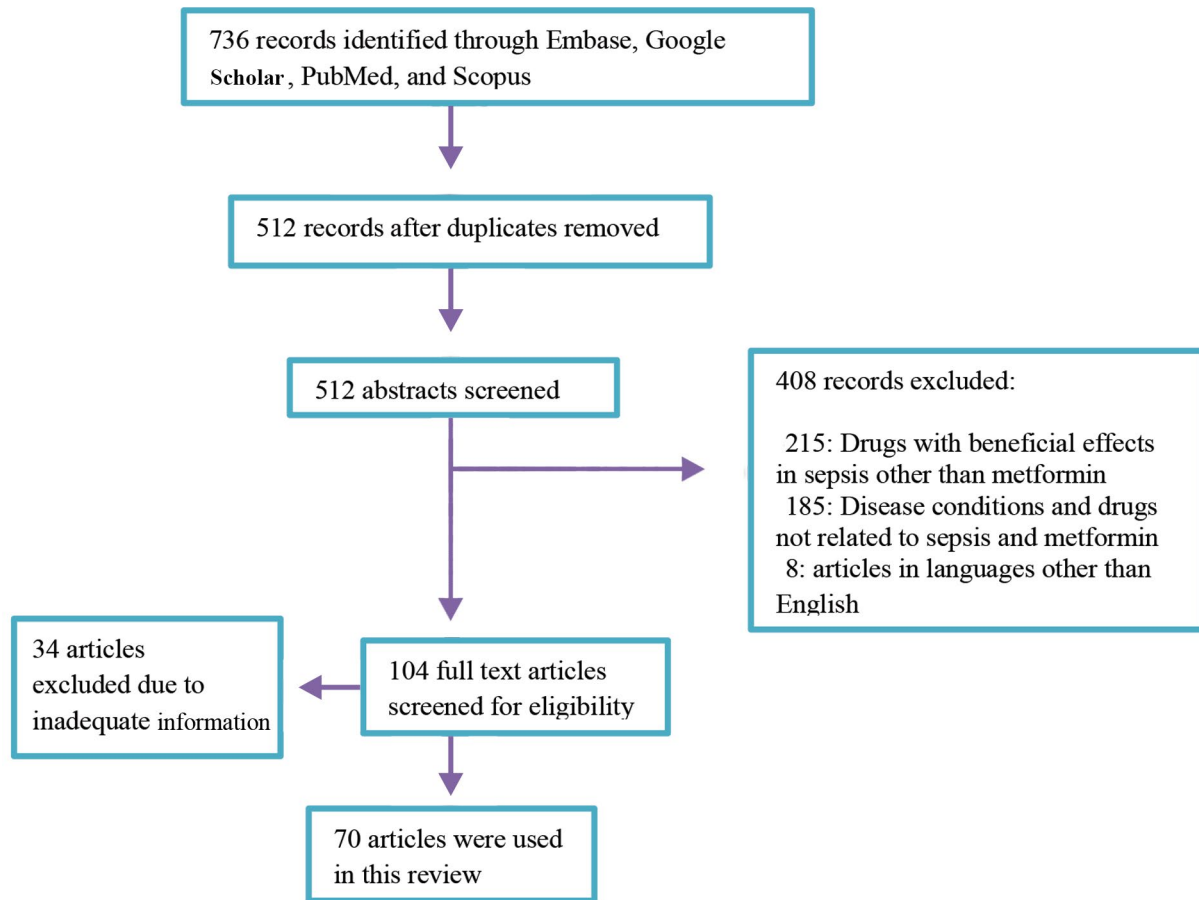 736 records identified through Embase, Google
Scholar, PubMed, and Scopus
512 records after duplicates removed
512 abstracts screened
408 records excluded:
215: Drugs with beneficial effects
in sepsis other than metformin
185: Disease conditions and drugs
not related to sepsis and metformin
8: articles in languages other than
English
34 articles
excluded due to
inadequate information
104 full text articles
screened for eligibility
70 articles were used
in this review